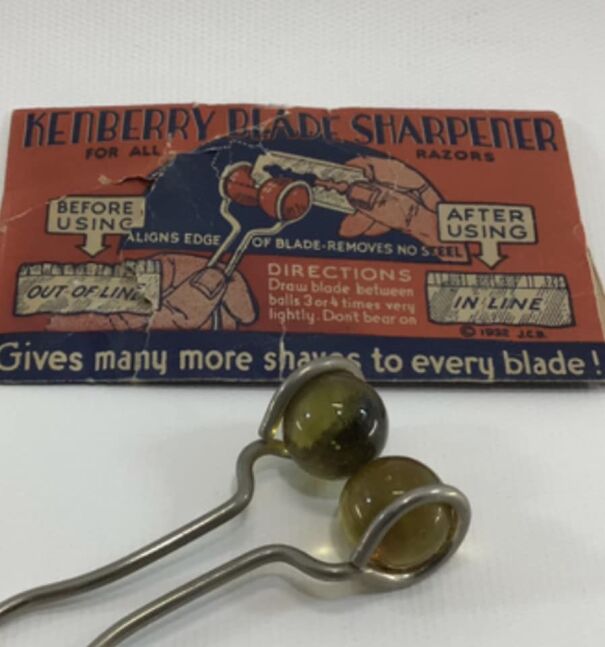 KENBERRY BLADE SHARPENER
FOR ALL RAZORS
BEFORE
USING
AFTER
USING
ALIGNS EDGE OF BLADE-REMOVES NO STEEL
OUT OF LINE
DIRECTIONS
Draw blade between
balls 3 or 4 times very
lightly. Don't bear on
IN LINE
© 1932 J.C.B.
Gives many more shaves to every blade!